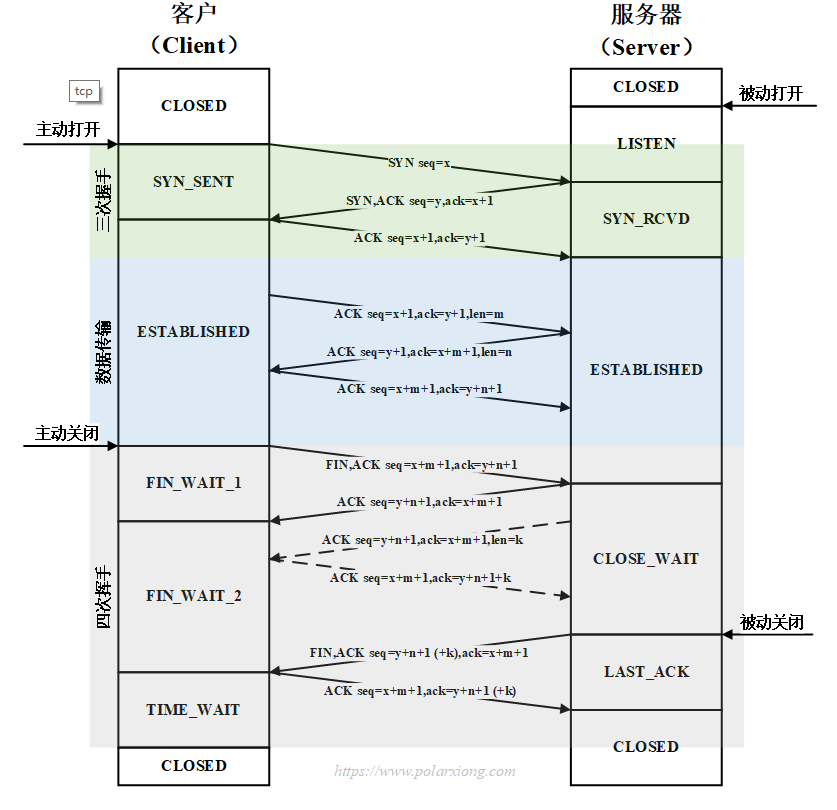 客户
（Client）
服务器
（Server）
tcp
CLOSED
CLOSED
被动打开
主动打开
LISTEN
SYN seq=x
三次握手
SYN_SENT
SYN,ACK seq=y,ack=x+1
SYN_RCVD
ACK seq=x+1,ack=y+1
数据传输
ESTABLISHED
ACK seq=x+1,ack=y+1,len=m
ACK seq=y+1,ack=x+m+1,len=n
ESTABLISHED
ACK seq=x+m+1,ack=y+n+1
主动关闭
FIN_WAIT_1
FIN,ACK seq=x+m+1,ack=y+n+1
ACK seq=y+n+1,ack=x+m+1
四次挥手
ACK seq=y+n+1,ack=x+m+1,len=k
CLOSE_WAIT
FIN_WAIT_2
ACK seq=x+m+1,ack=y+n+1+k
被动关闭
FIN,ACK seq=y+n+1 (+k),ack=x+m+1
LAST_ACK
ACK seq=x+m+1,ack=y+n+1 (+k)
TIME_WAIT
CLOSED
CLOSED
https://www.polarxiong.com